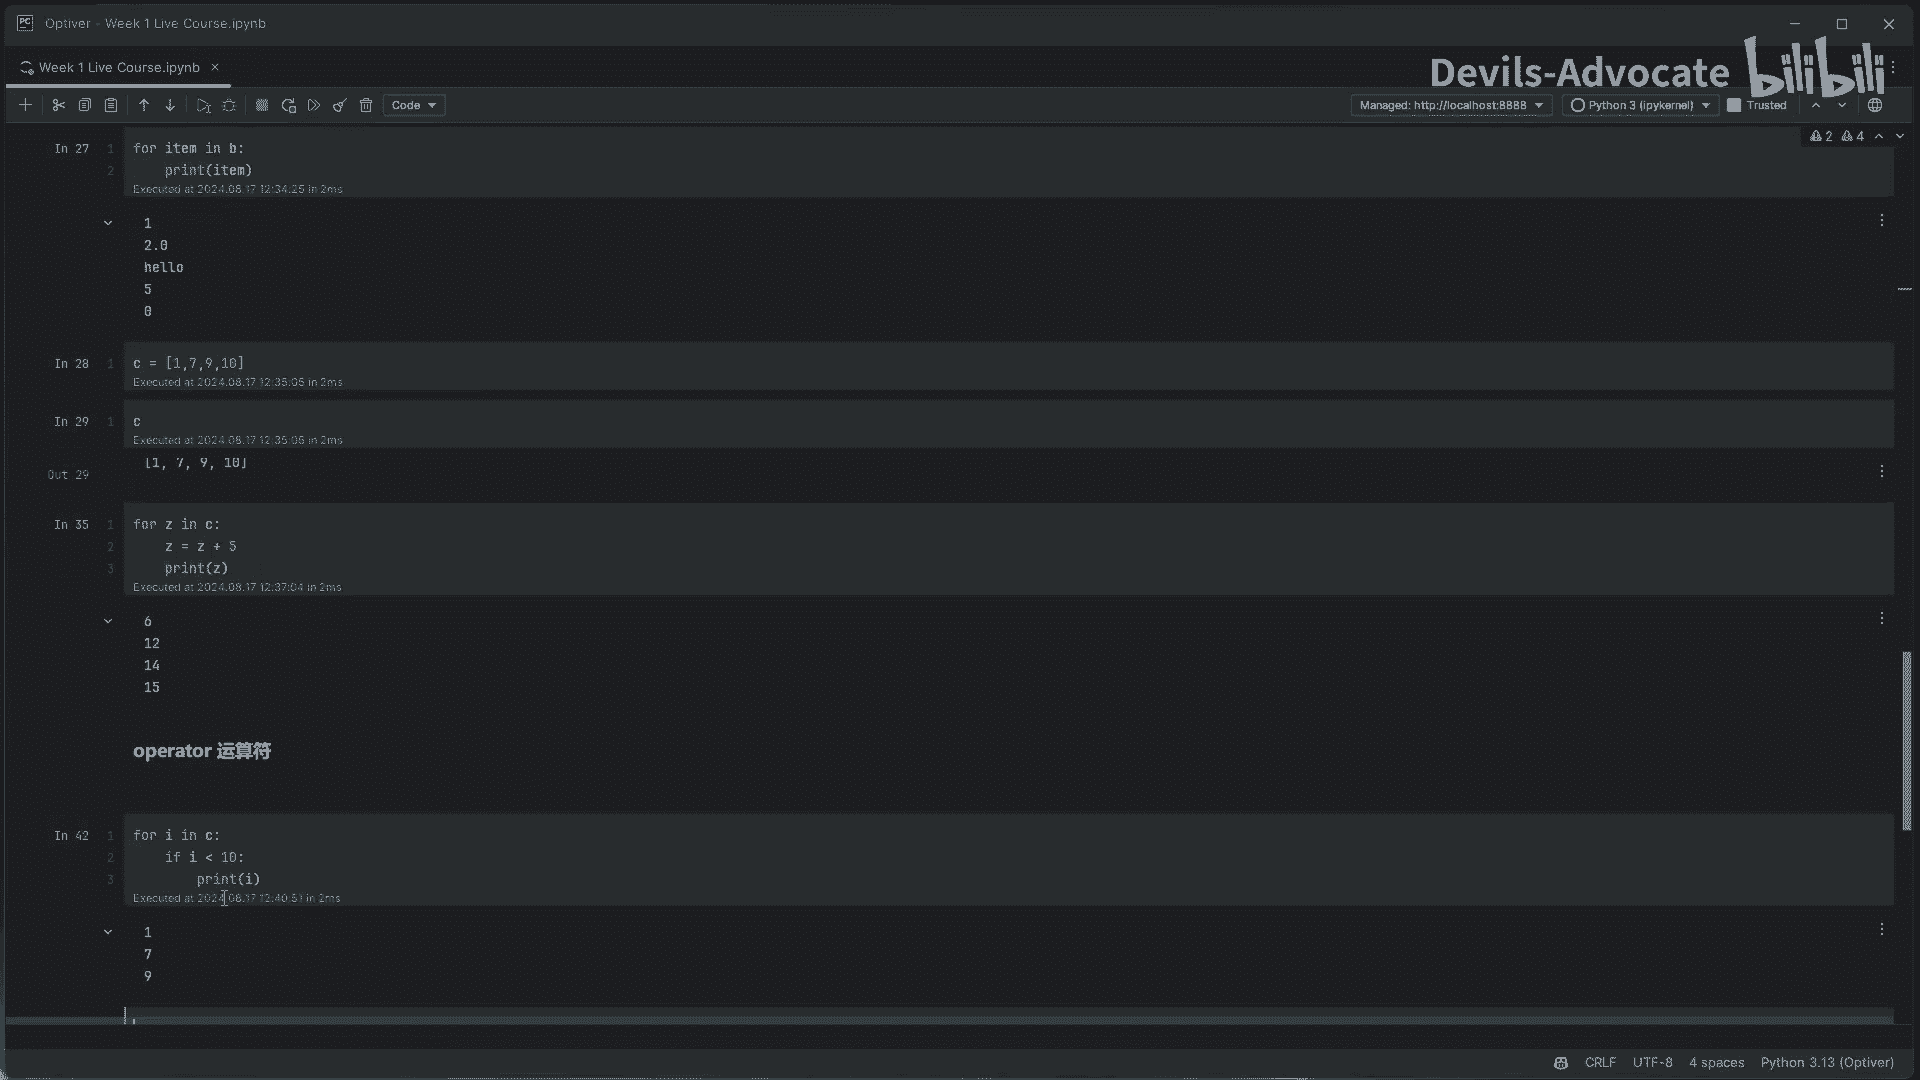 Optiver - Week 1 Live Course.ipynb
Week 1 Live Course.ipynb
Devils-Advocate bilibili
Code
Managed: http://localhost:8888
Python 3 (ipykernel)
Trusted
2 4
In 27
1 for item in b:
2 print(item)
Executed at 2024.08.17 12:34:25 in 2ms
1
2.0
hello
5
0
In 28
1 c = [1,7,9,10]
Executed at 2024.08.17 12:35:05 in 2ms
In 29
1 c
Executed at 2024.08.17 12:35:06 in 2ms
Out 29
[1, 7, 9, 10]
In 35
1 for z in c:
2 z = z + 5
3 print(z)
Executed at 2024.08.17 12:37:04 in 2ms
6
12
14
15
operator 运算符
In 42
1 for i in c:
2 if i < 10:
3 print(i)
Executed at 2024.08.17 12:40:51 in 2ms
1
7
9
CRLF UTF-8 4 spaces Python 3.13 (Optiver)